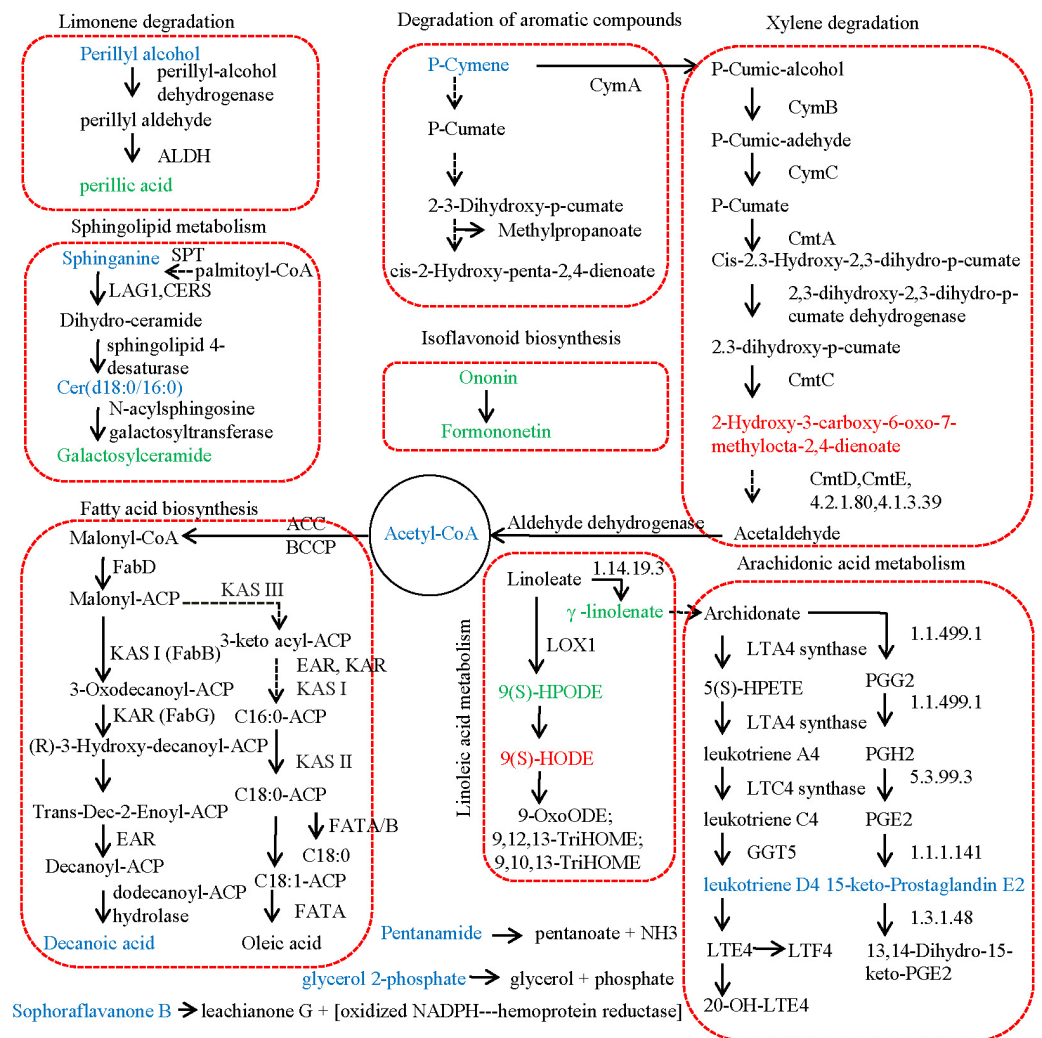 Limonene degradation
Perillyl alcohol
perillyl-alcohol
dehydrogenase
perillyl aldehyde
ALDH
perillic acid
Degradation of aromatic compounds
P-Cymene
CymA
P-Cumate
2-3-Dihydroxy-p-cumate
Methylpropanoate
cis-2-Hydroxy-penta-2,4-dienoate
Xylene degradation
P-Cumic-alcohol
CymB
P-Cumic-adehyde
CymC
P-Cumate
CmtA
Cis-2.3-Hydroxy-2,3-dihydro-p-cumate
2,3-dihydroxy-2,3-dihydro-p-
cumate dehydrogenase
2.3-dihydroxy-p-cumate
CmtC
2-Hydroxy-3-carboxy-6-oxo-7-
methylocta-2,4-dienoate
CmtD,CmtE,
4.2.1.80,4.1.3.39
Acetaldehyde
Sphingolipid metabolism
Sphinganine
SPT
palmitoyl-CoA
LAG1,CERS
Dihydro-ceramide
sphingolipid 4-
desaturase
Cer(d18:0/16:0)
N-acylsphingosine
galactosyltransferase
Galactosylceramide
Isoflavonoid biosynthesis
Ononin
Formononetin
Acetyl-CoA
Aldehyde dehydrogenase
ACC
BCCP
Fatty acid biosynthesis
Malonyl-CoA
FabD
Malonyl-ACP
KAS III
3-keto acyl-ACP
KAS I (FabB)
EAR, KAR
KAS I
3-Oxodecanoyl-ACP
C16:0-ACP
KAR (FabG)
(R)-3-Hydroxy-decanoyl-ACP
KAS II
C18:0-ACP
Trans-Dec-2-Enoyl-ACP
FATA/B
EAR
C18:0
Decanoyl-ACP
C18:1-ACP
dodecanoyl-ACP
hydrolase
FATA
Decanoic acid
Oleic acid
Linoleic acid metabolism
Linoleate
1.14.19.3
γ-linolenate
LOX1
9(S)-HPODE
9(S)-HODE
9-OxoODE;
9,12,13-TriHOME;
9,10,13-TriHOME
Arachidonic acid metabolism
Archidonate
1.1.499.1
LTA4 synthase
5(S)-HPETE
PGG2
1.1.499.1
LTA4 synthase
leukotriene A4
PGH2
5.3.99.3
LTC4 synthase
leukotriene C4
PGE2
GGT5
1.1.1.141
leukotriene D4 15-keto-Prostaglandin E2
1.3.1.48
LTE4
LTF4
13,14-Dihydro-15-
keto-PGE2
20-OH-LTE4
Pentanamide
pentanoate + NH3
glycerol 2-phosphate
glycerol + phosphate
Sophoraflavanone B
leachianone G + [oxidized NADPH---hemoprotein reductase]